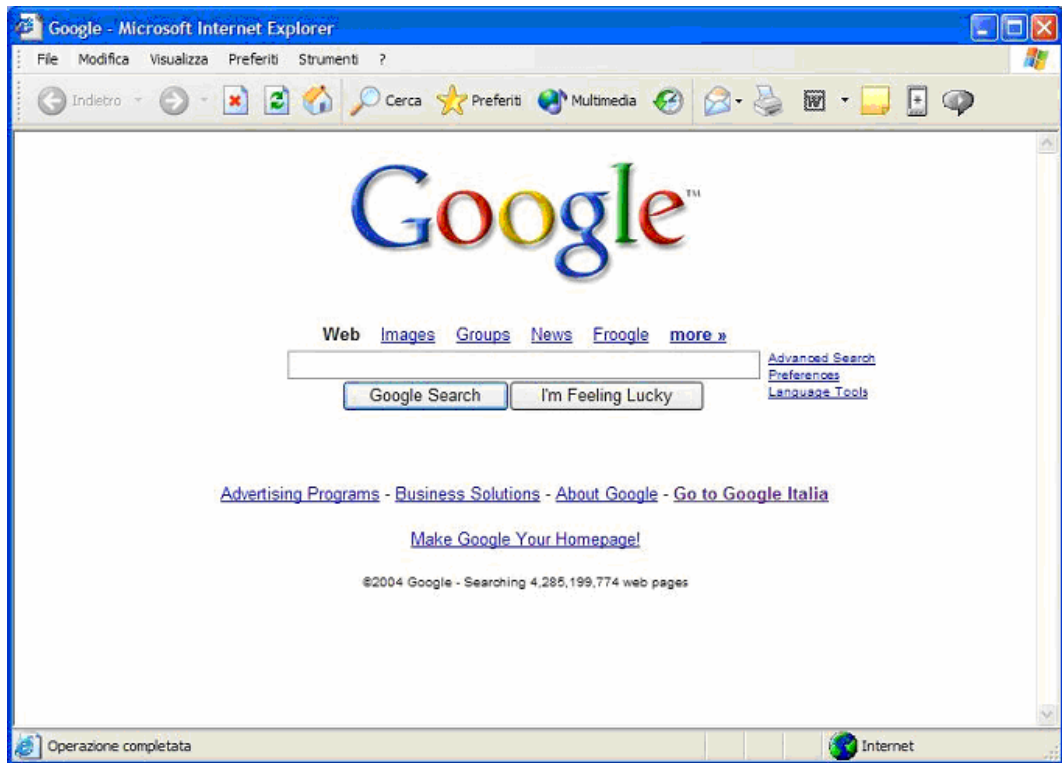 Google - Microsoft Internet Explorer
File Modifica Visualizza Preferiti Strumenti ?
Indietro Cerca Preferiti Multimedia
Google™
Web Images Groups News Froogle more »
Advanced Search
Preferences
Language Tools
Google Search I'm Feeling Lucky
Advertising Programs - Business Solutions - About Google - Go to Google Italia
Make Google Your Homepage!
©2004 Google - Searching 4,285,199,774 web pages
Operazione completata Internet